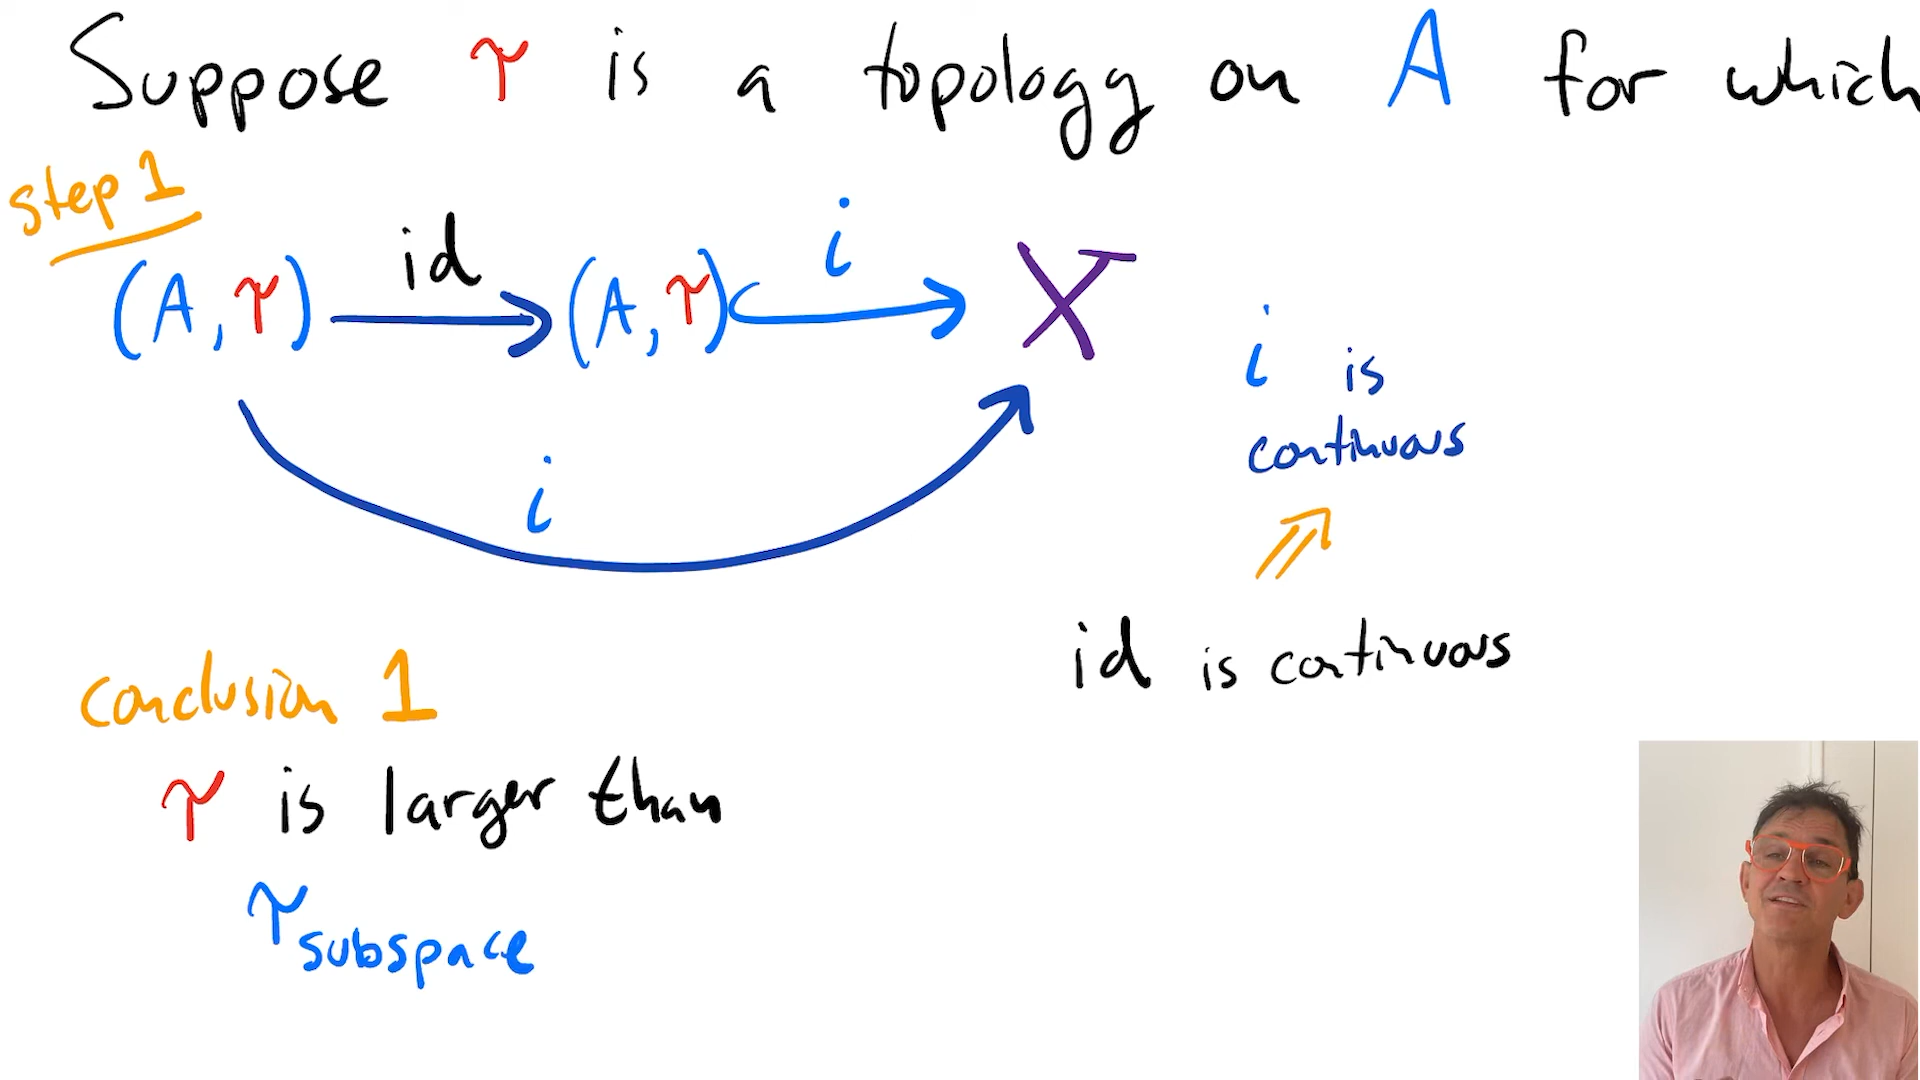 Suppose τ is a topology on A for which
step 1
id
i
(A, τ)
(A, τ)
X
i
i is
continuous
id is continuous
conclusion 1
τ is larger than
τ subspace